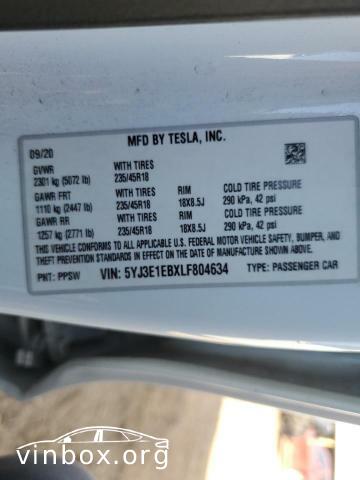 MFD BY TESLA, INC.
09/20
GVWR WITH TIRES
2301 kg (5072 lb) 235/45R18
GAWR FRT WITH TIRES RIM COLD TIRE PRESSURE
1110 kg (2447 lb) 235/45R18 18X8.5J 290 kPa, 42 psi
GAWR RR WITH TIRES RIM COLD TIRE PRESSURE
1257 kg (2771 lb) 235/45R18 18X8.5J 290 kPa, 42 psi
THIS VEHICLE CONFORMS TO ALL APPLICABLE U.S. FEDERAL MOTOR VEHICLE SAFETY, BUMPER, AND
THEFT PREVENTION STANDARDS IN EFFECT ON THE DATE OF MANUFACTURE SHOWN ABOVE.
PNT: PPSW VIN: 5YJ3E1EBXLF804634 TYPE: PASSENGER CAR
vinbox.org